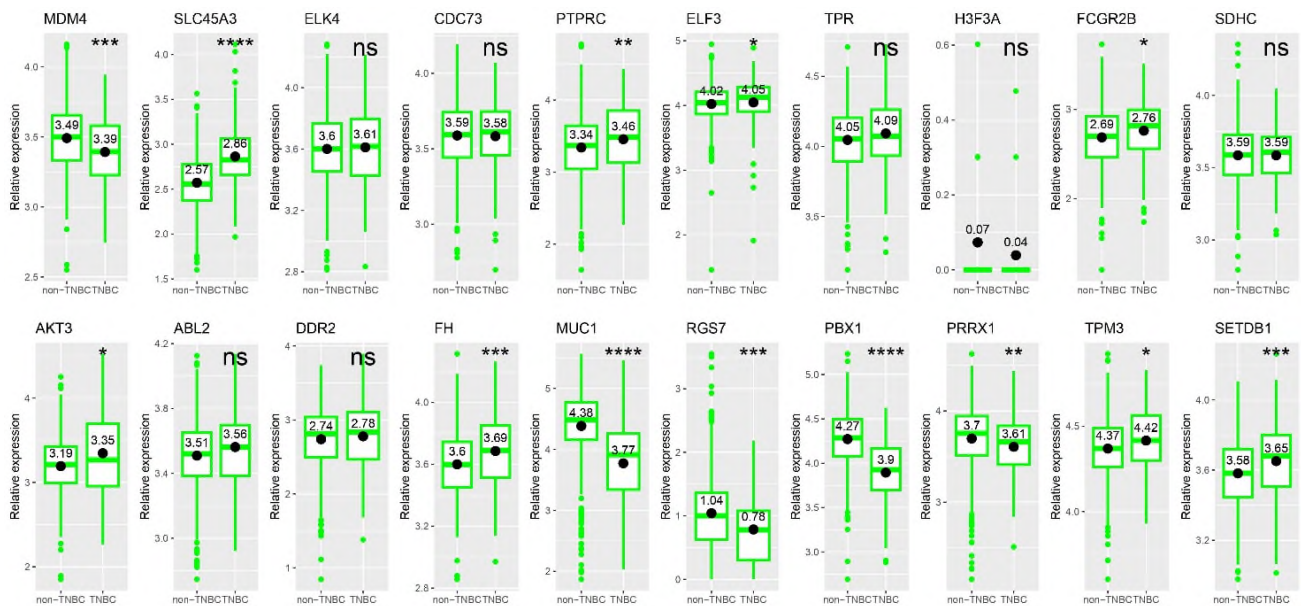 MDM4 SLC45A3 ELK4 CDC73 PTPRC ELF3 TPR H3F3A FCGR2B SDHC
*** **** ns ns ** * ns ns * ns
Relative expression Relative expression Relative expression Relative expression Relative expression Relative expression Relative expression Relative expression Relative expression Relative expression
4.0 3.5 3.0 2.5
3.49 3.39
4.0 3.5 3.0 2.5 2.0 1.5
2.57 2.86
4.0 3.6 3.2 2.8
3.6 3.61
4.0 3.5 3.0
3.59 3.58
4 3 2
3.34 3.46
5 4 3 2
4.02 4.05
4.5 4.0 3.5
4.05 4.09
0.6 0.4 0.2 0.0
0.07 0.04
3 2
2.69 2.76
4.0 3.5 3.0
3.59 3.59
non-TNBC TNBC non-TNBC TNBC non-TNBC TNBC non-TNBC TNBC non-TNBC TNBC non-TNBC TNBC non-TNBC TNBC non-TNBC TNBC non-TNBC TNBC non-TNBC TNBC
AKT3 ABL2 DDR2 FH MUC1 RGS7 PBX1 PRRX1 TPM3 SETDB1
* ns ns *** **** *** **** ** * ***
Relative expression Relative expression Relative expression Relative expression Relative expression Relative expression Relative expression Relative expression Relative expression Relative expression
4 3 2
3.19 3.35
4.2 3.8 3.4 3.0
3.51 3.56
4 3 2 1
2.74 2.78
4.4 4.0 3.6 3.2 2.8
3.6 3.69
5 4 3 2
4.38 3.77
3 2 1 0
1.04 0.78
5.0 4.5 4.0 3.5 3.0
4.27 3.9
4 3
3.7 3.61
4.5 4.0
4.37 4.42
4.0 3.6 3.2
3.58 3.65
non-TNBC TNBC non-TNBC TNBC non-TNBC TNBC non-TNBC TNBC non-TNBC TNBC non-TNBC TNBC non-TNBC TNBC non-TNBC TNBC non-TNBC TNBC non-TNBC TNBC